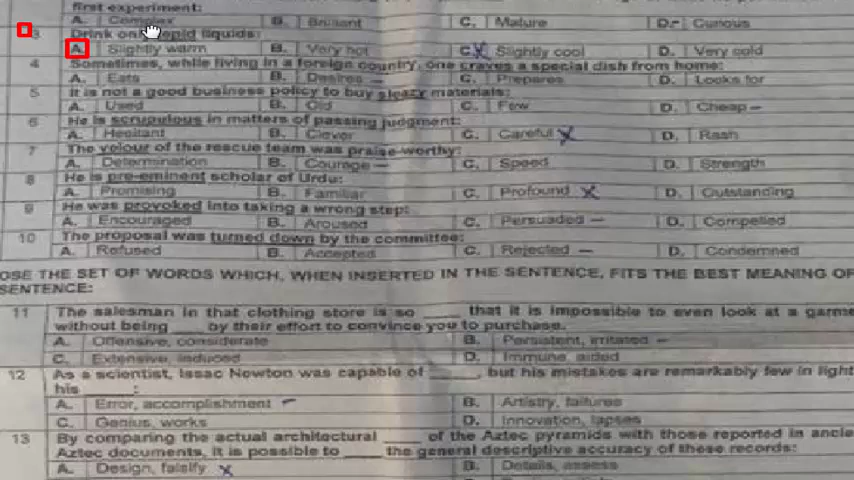 first experiment:
A. Complex B. Brilliant C. Mature D. Curious
3 Drink only tepid liquids:
A. Slightly warm B. Very hot C. Slightly cool D. Very cold
4 Sometimes, while living in a foreign country, one craves a special dish from home:
A. Eats B. Desires C. Prepares D. Looks for
5 It is not a good business policy to buy sleazy materials:
A. Used B. Old C. Few D. Cheap
6 He is scrupulous in matters of passing judgment:
A. Hesitant B. Clever C. Careful D. Rash
7 The velour of the rescue team was praise-worthy:
A. Determination B. Courage C. Speed D. Strength
8 He is pre-eminent scholar of Urdu:
A. Promising B. Familiar C. Profound D. Outstanding
9 He was provoked into taking a wrong step:
A. Encouraged B. Aroused C. Persuaded D. Compelled
10 The proposal was turned down by the committee:
A. Refused B. Accepted C. Rejected D. Condemned
OSE THE SET OF WORDS WHICH, WHEN INSERTED IN THE SENTENCE, FITS THE BEST MEANING OF
SENTENCE:
11 The salesman in that clothing store is so ____ that it is impossible to even look at a garme
without being ____ by their effort to convince you to purchase.
A. Offensive, considerate B. Persistent, irritated
C. Extensive, induced D. Immune, aided
12 As a scientist, Issac Newton was capable of ____, but his mistakes are remarkably few in light
his ____:
A. Error, accomplishment B. Artistry, failures
C. Genius, works D. Innovation, lapses
13 By comparing the actual architectural ____ of the Aztec pyramids with those reported in ancie
Aztec documents, it is possible to ____ the general descriptive accuracy of these records:
A. Design, falsify B. Details, assess